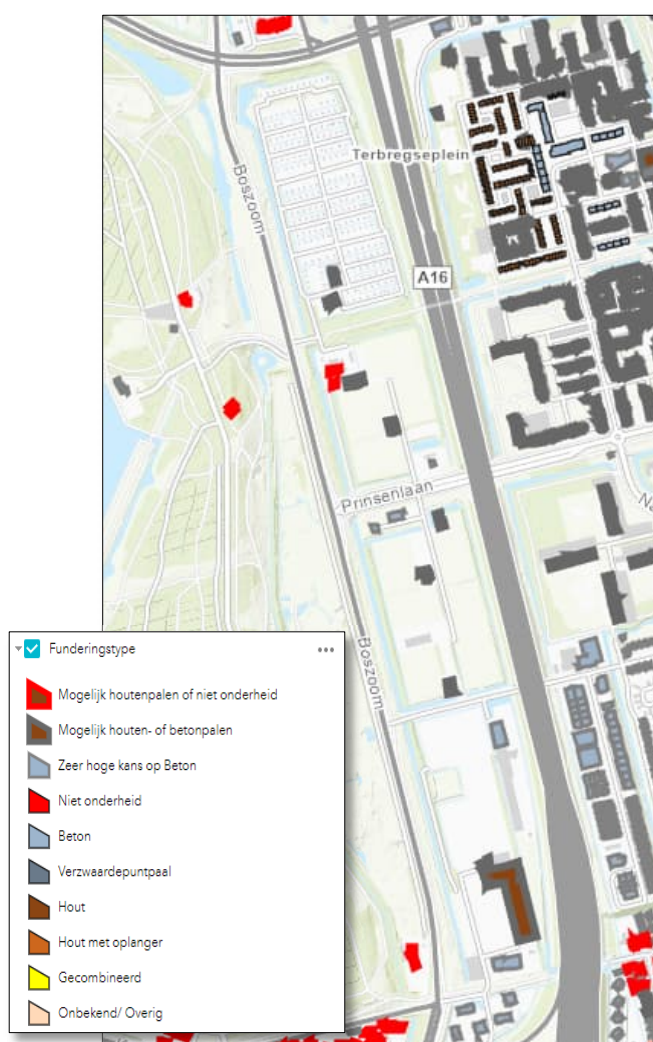 Terbregseplein
Boszoom
A16
Prinsenlaan
Na
Boszoom
Funderingstype
Mogelijk houtenpalen of niet onderheid
Mogelijk houten- of betonpalen
Zeer hoge kans op Beton
Niet onderheid
Beton
Verzwaardepuntpaal
Hout
Hout met oplanger
Gecombineerd
Onbekend/ Overig